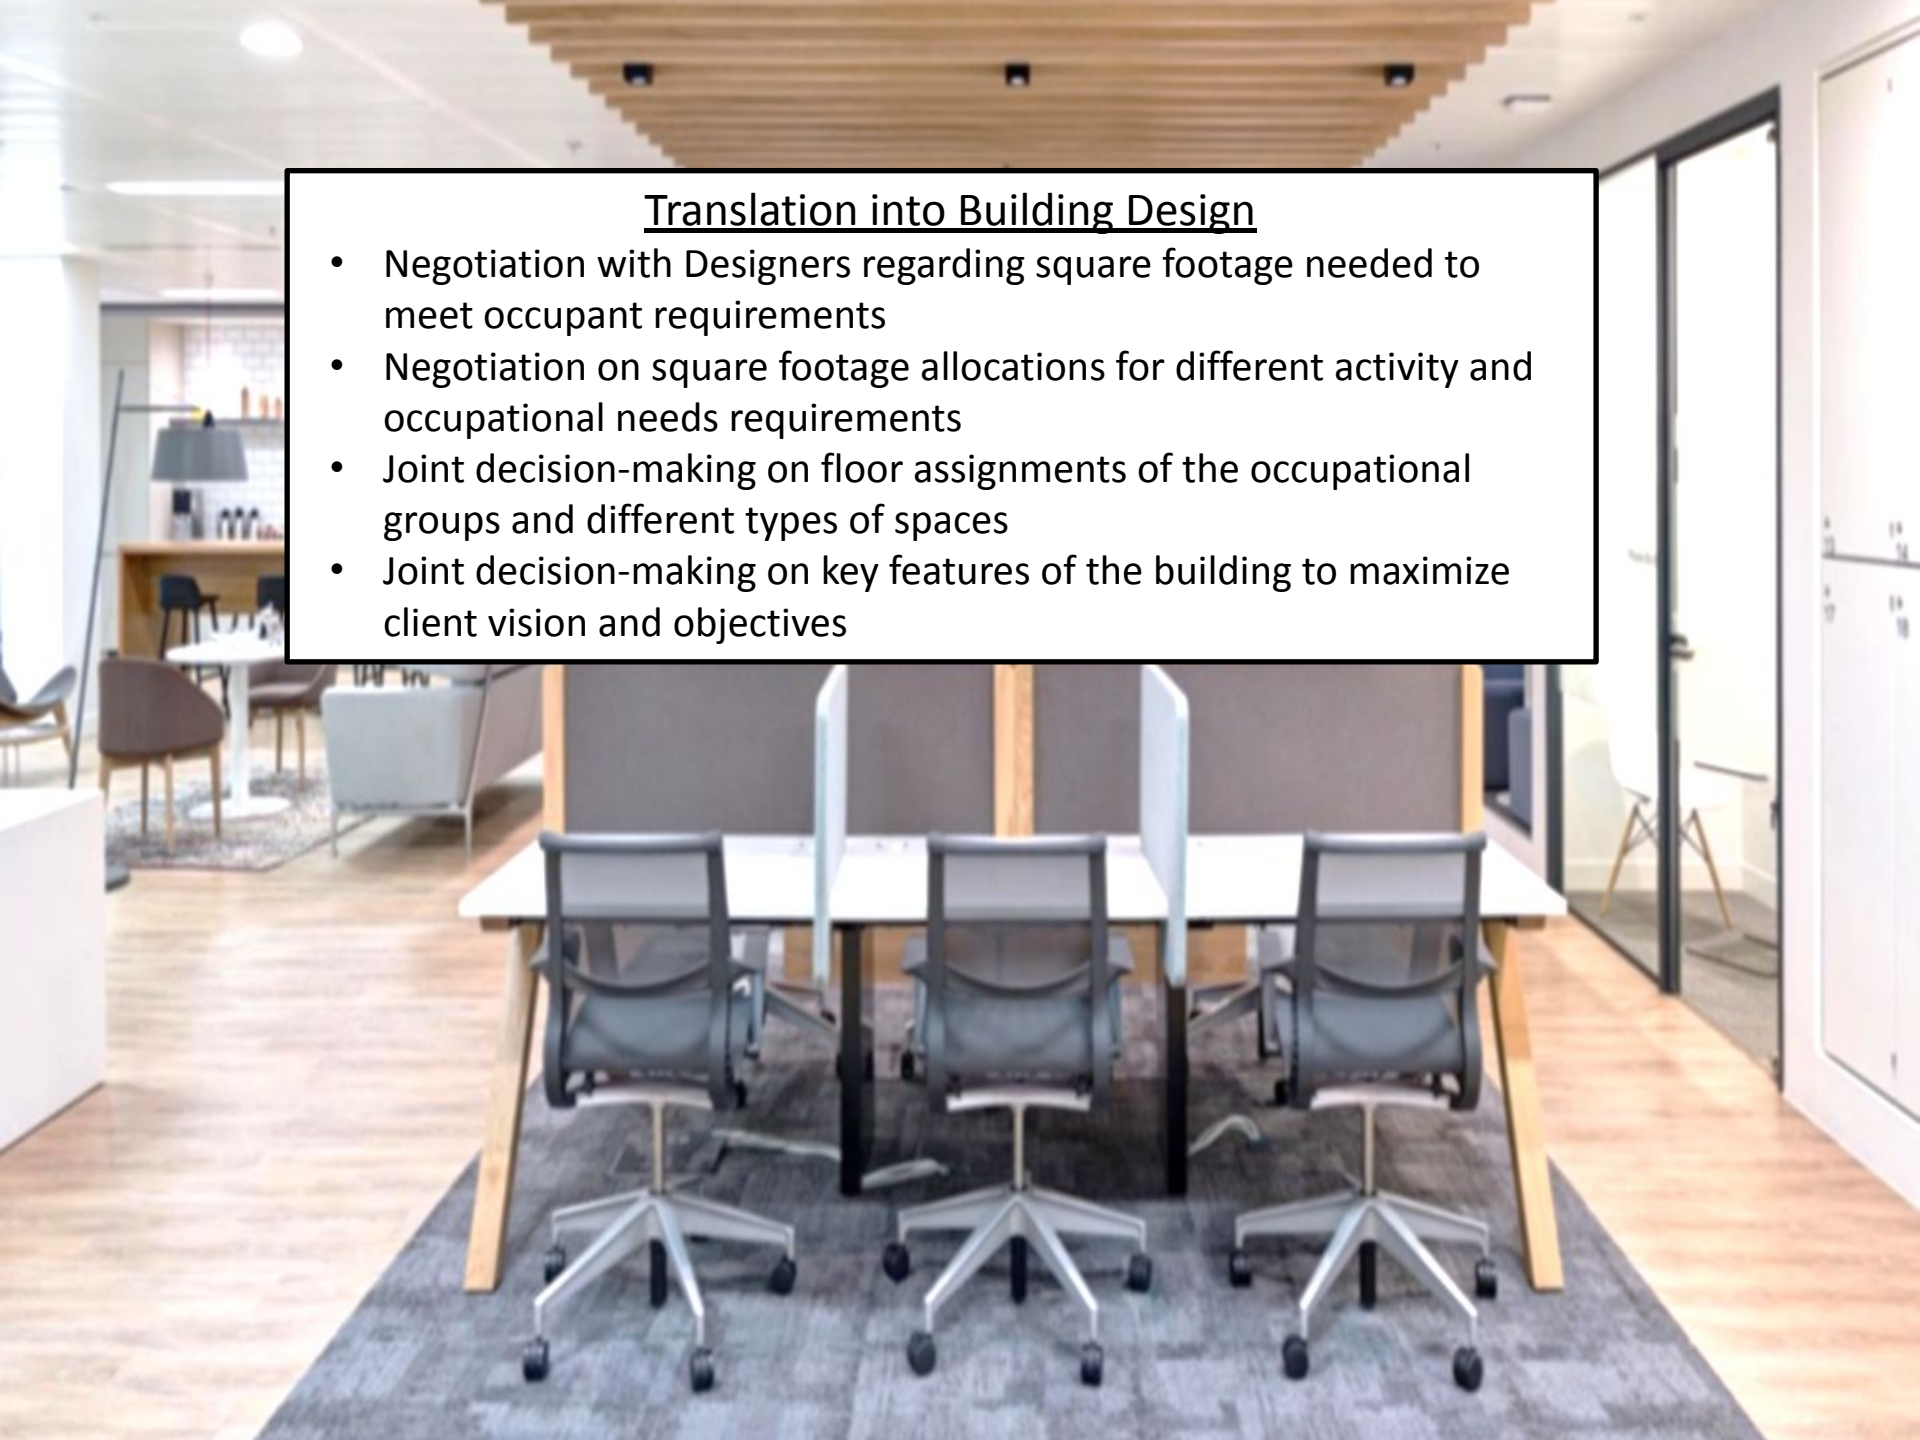 Translation into Building Design
• Negotiation with Designers regarding square footage needed to
meet occupant requirements
• Negotiation on square footage allocations for different activity and
occupational needs requirements
• Joint decision-making on floor assignments of the occupational
groups and different types of spaces
• Joint decision-making on key features of the building to maximize
client vision and objectives